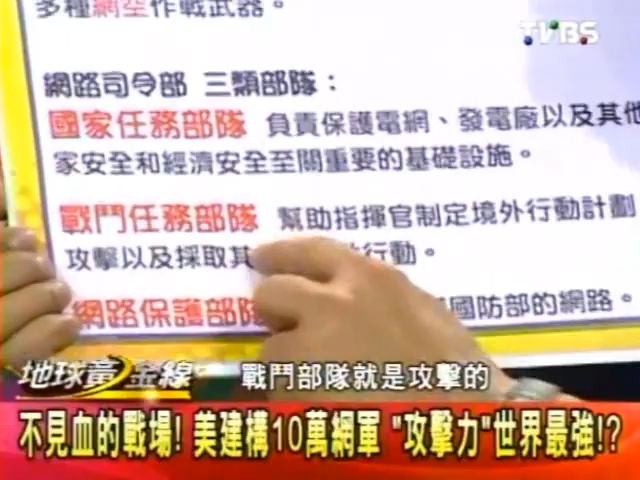 多種網空作戰武器。
TVBS
網路司令部 三類部隊：
國家任務部隊 負責保護電網、發電廠以及其他
家安全和經濟安全至關重要的基礎設施。
戰鬥任務部隊 幫助指揮官制定境外行動計劃
攻擊以及採取其 行動。
網路保護部隊 國防部的網路。
地球黃金線
戰鬥部隊就是攻擊的
不見血的戰場! 美建構10萬網軍 "攻擊力"世界最強!?